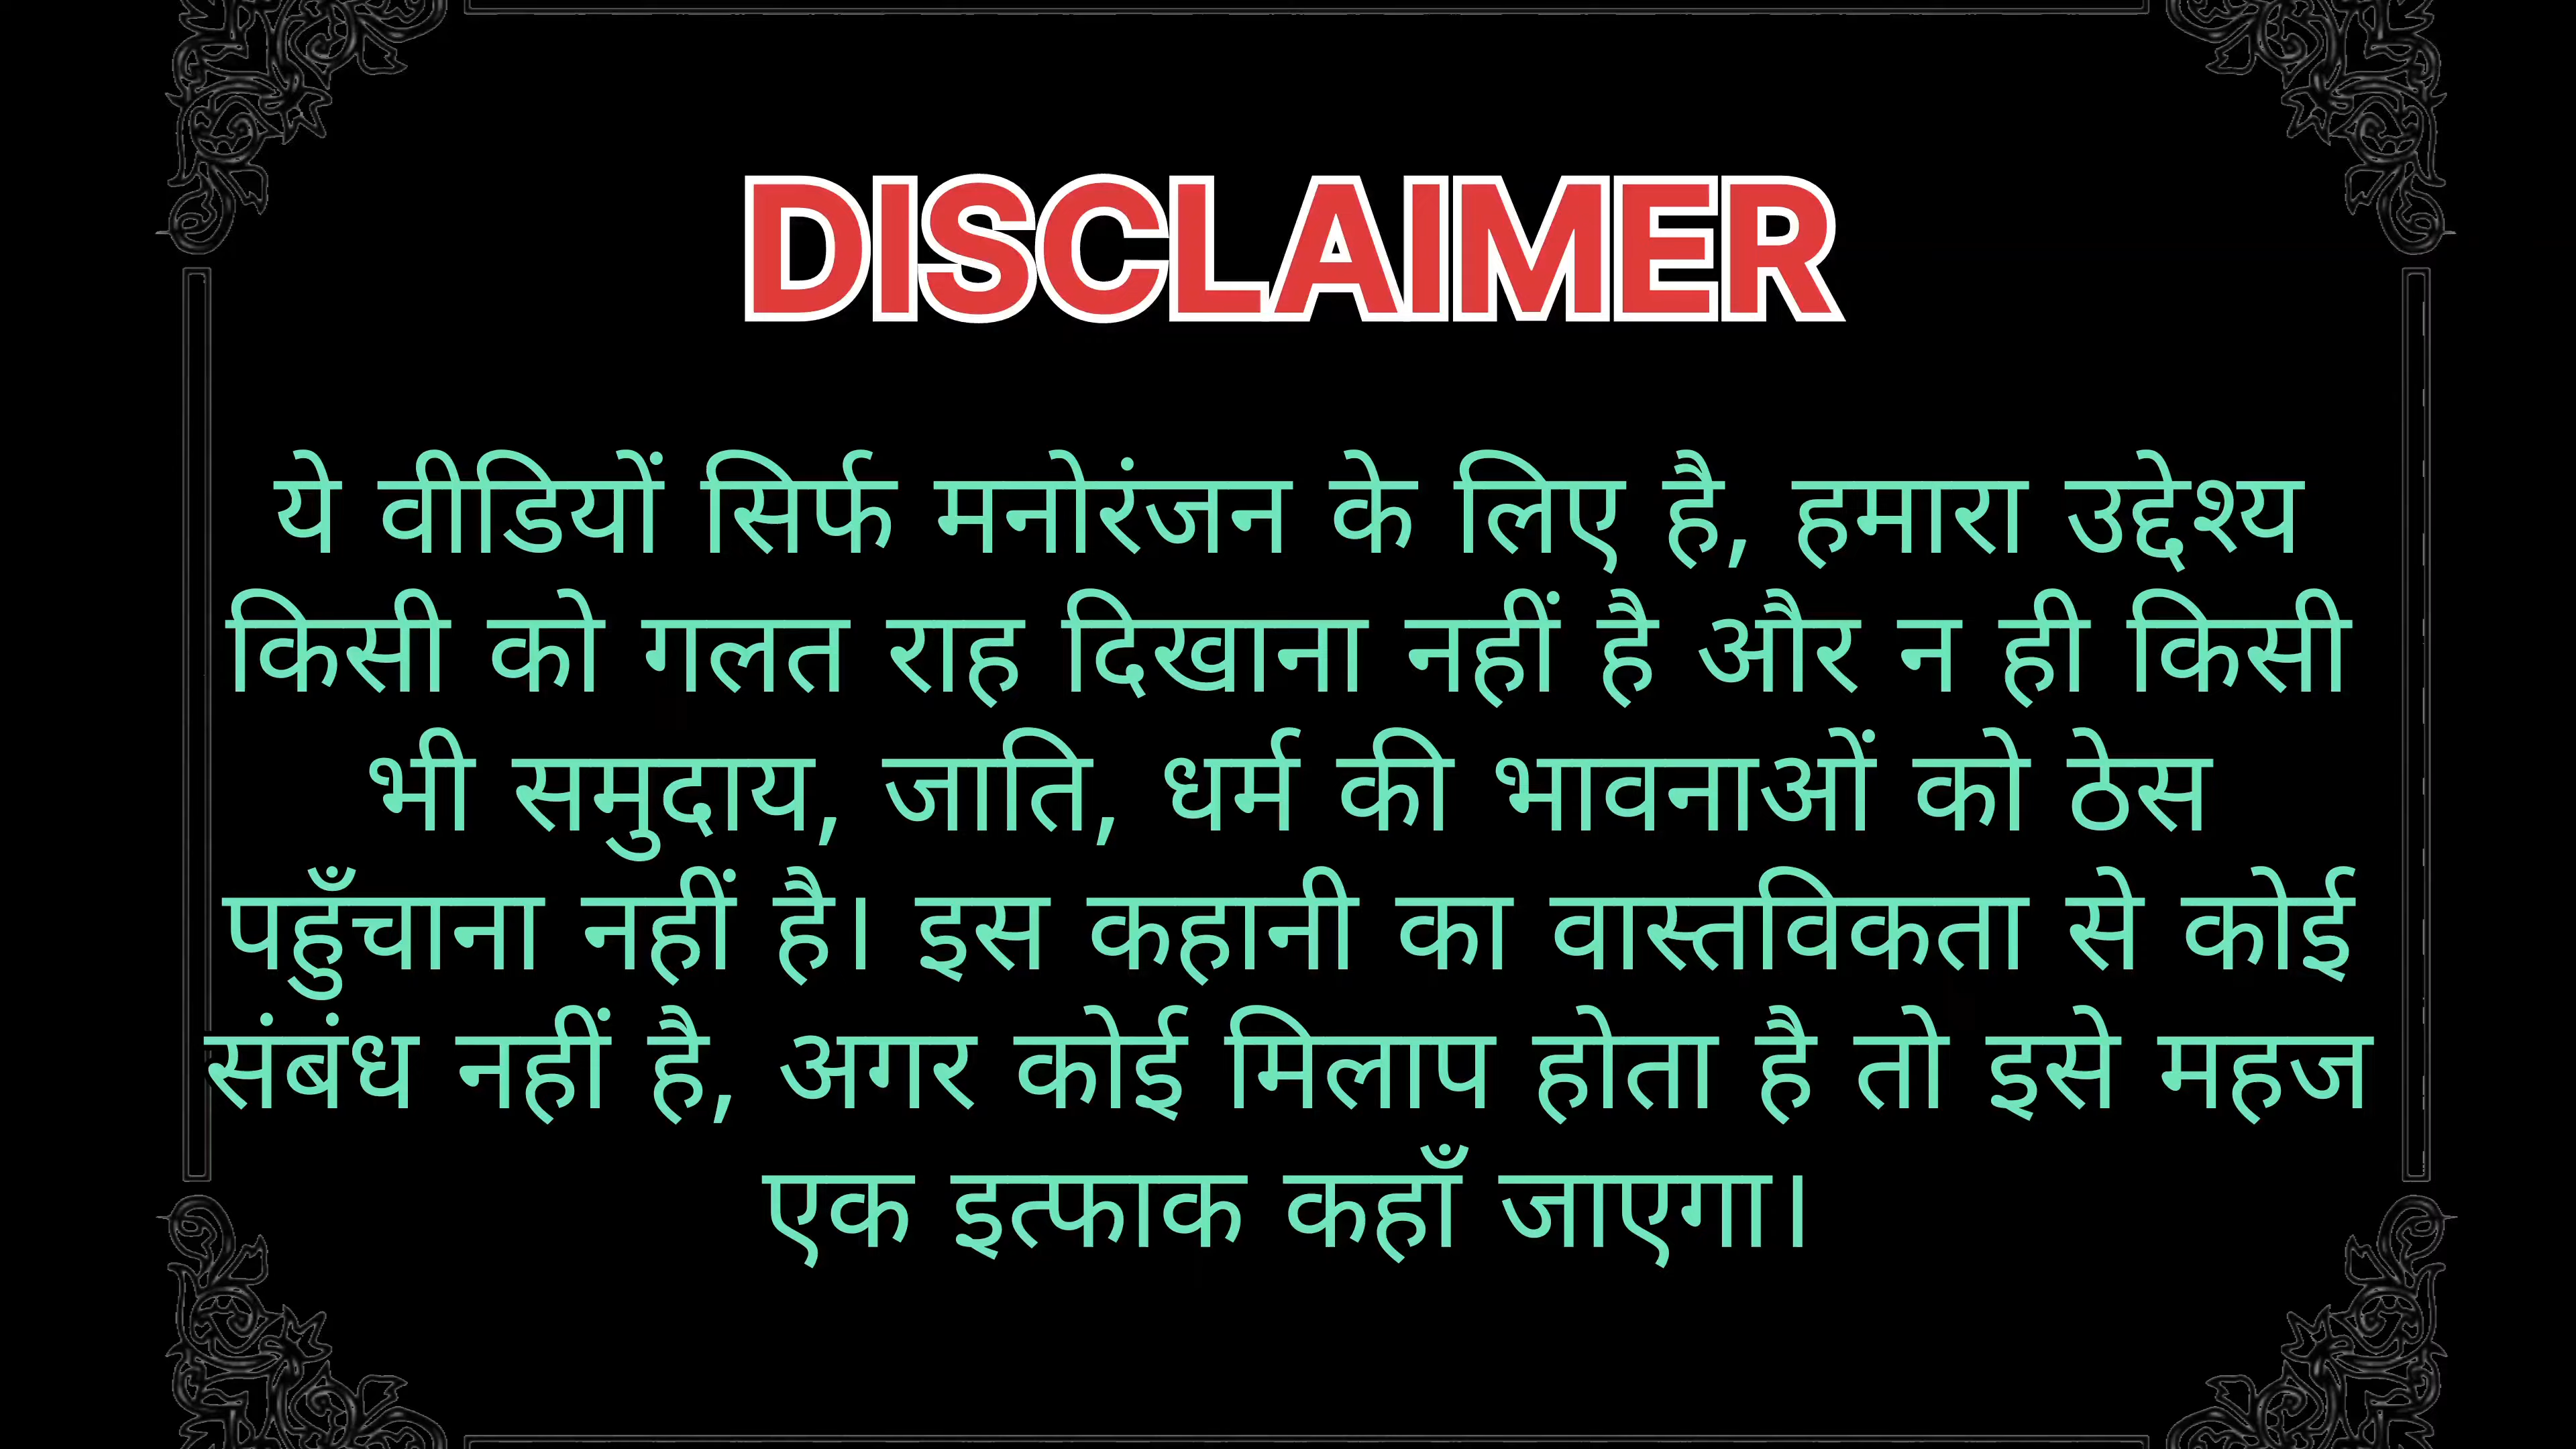 DISCLAIMER
ये वीडियों सिर्फ मनोरंजन के लिए है, हमारा उद्देश्य
किसी को गलत राह दिखाना नहीं है और न ही किसी
भी समुदाय, जाति, धर्म की भावनाओं को ठेस
पहुँचाना नहीं है। इस कहानी का वास्तविकता से कोई
संबंध नहीं है, अगर कोई मिलाप होता है तो इसे महज
एक इत्फाक कहाँ जाएगा।